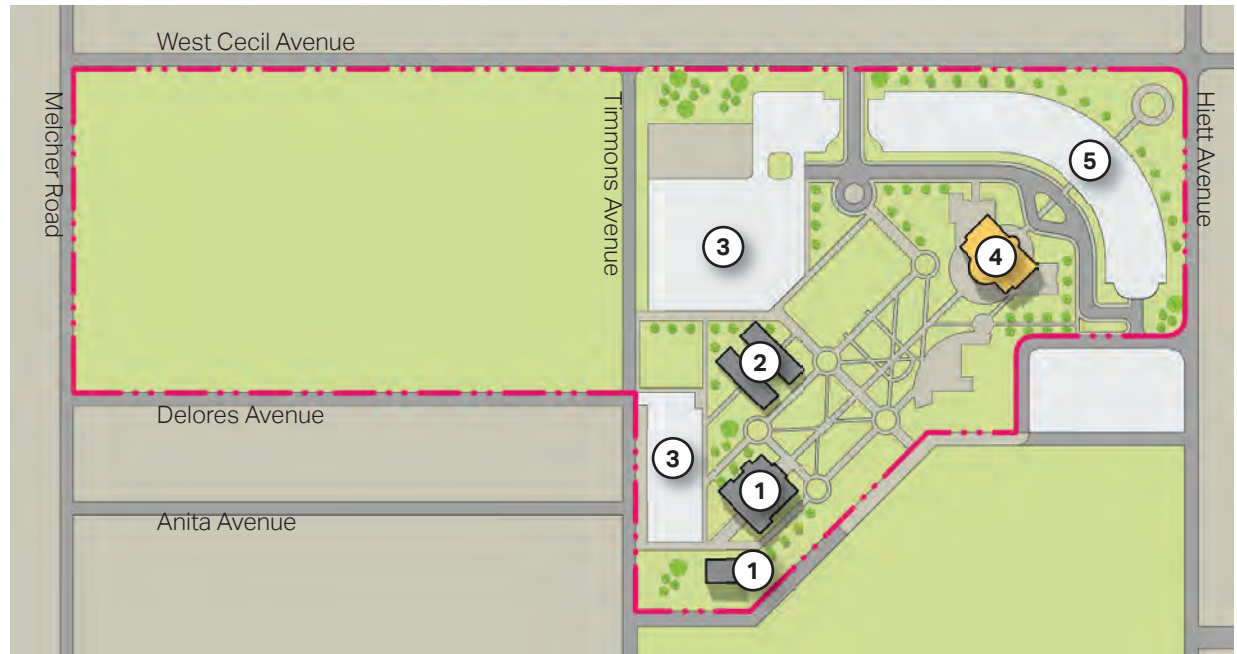 West Cecil Avenue
Melcher Road
Timmons Avenue
Hiett Avenue
5
3
4
2
Delores Avenue
3
1
Anita Avenue
1